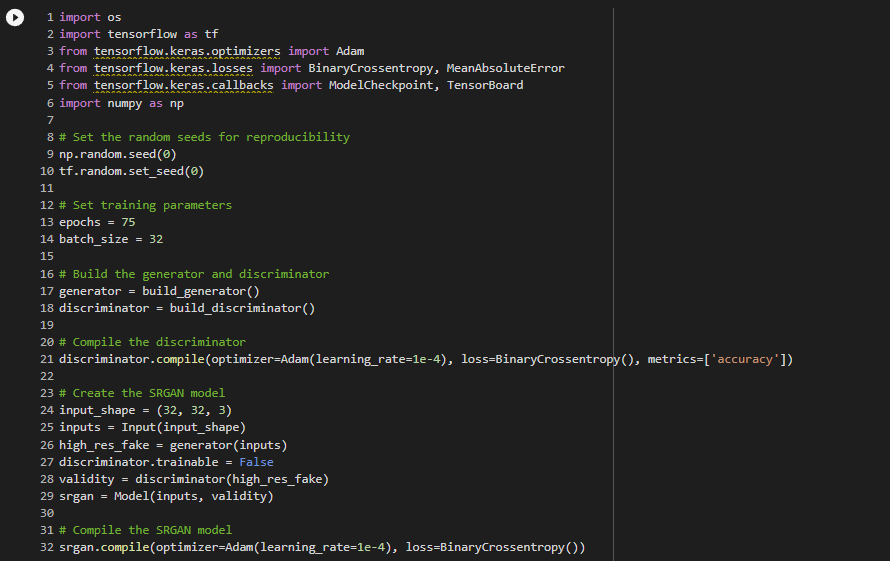 1 import os
2 import tensorflow as tf
3 from tensorflow.keras.optimizers import Adam
4 from tensorflow.keras.losses import BinaryCrossentropy, MeanAbsoluteError
5 from tensorflow.keras.callbacks import ModelCheckpoint, TensorBoard
6 import numpy as np
7
8 # Set the random seeds for reproducibility
9 np.random.seed(0)
10 tf.random.set_seed(0)
11
12 # Set training parameters
13 epochs = 75
14 batch_size = 32
15
16 # Build the generator and discriminator
17 generator = build_generator()
18 discriminator = build_discriminator()
19
20 # Compile the discriminator
21 discriminator.compile(optimizer=Adam(learning_rate=1e-4), loss=BinaryCrossentropy(), metrics=['accuracy'])
22
23 # Create the SRGAN model
24 input_shape = (32, 32, 3)
25 inputs = Input(input_shape)
26 high_res_fake = generator(inputs)
27 discriminator.trainable = False
28 validity = discriminator(high_res_fake)
29 srgan = Model(inputs, validity)
30
31 # Compile the SRGAN model
32 srgan.compile(optimizer=Adam(learning_rate=1e-4), loss=BinaryCrossentropy())